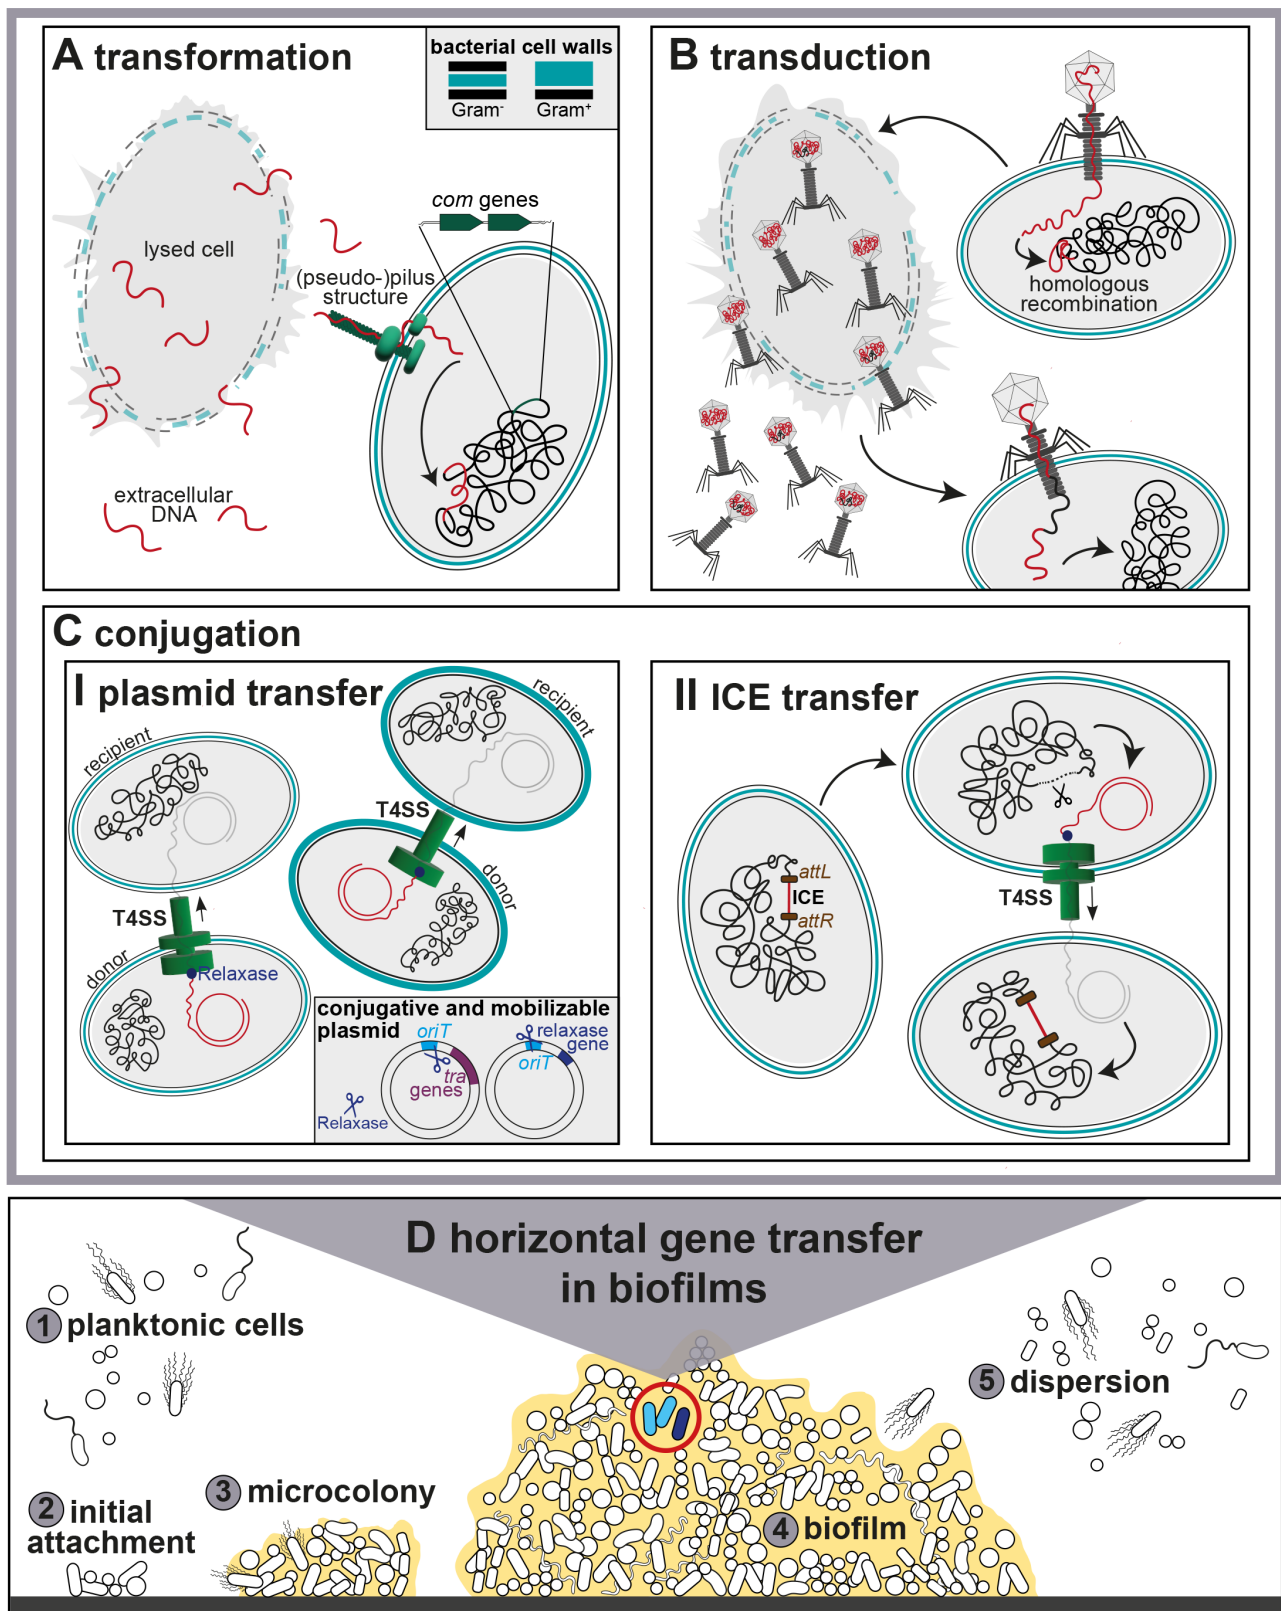 A transformation
bacterial cell walls
Gram⁻
Gram⁺
lysed cell
com genes
(pseudo-)pilus
structure
extracellular
DNA
B transduction
homologous
recombination
C conjugation
I plasmid transfer
recipient
recipient
T4SS
T4SS
donor
donor
Relaxase
conjugative and mobilizable
plasmid
oriT
relaxase
gene
oriT
tra
genes
Relaxase
II ICE transfer
attL
ICE
attR
T4SS
D horizontal gene transfer
in biofilms
1 planktonic cells
2 initial
attachment
3 microcolony
4 biofilm
5 dispersion